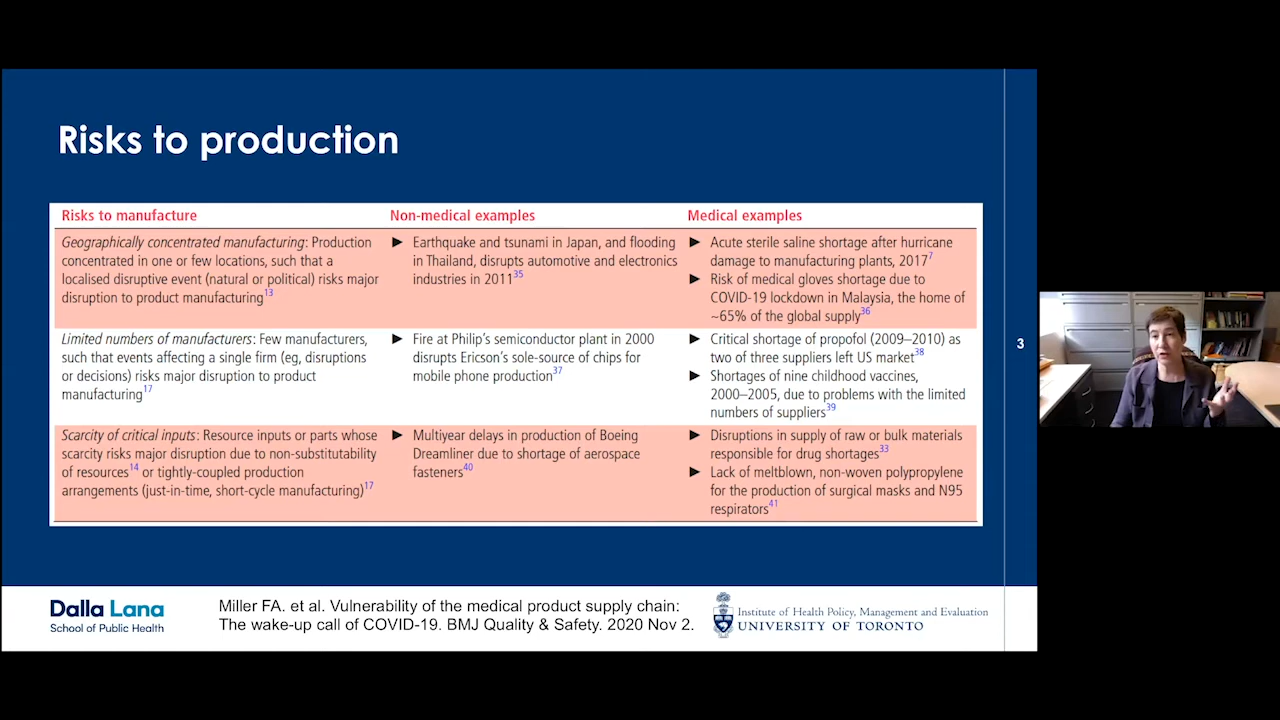 Risks to production
Risks to manufacture
Non-medical examples
Medical examples
Geographically concentrated manufacturing: Production
concentrated in one or few locations, such that a
localised disruptive event (natural or political) risks major
disruption to product manufacturing13
► Earthquake and tsunami in Japan, and flooding
in Thailand, disrupts automotive and electronics
industries in 201135
► Acute sterile saline shortage after hurricane
damage to manufacturing plants, 20177
► Risk of medical gloves shortage due to
COVID-19 lockdown in Malaysia, the home of
~65% of the global supply36
Limited numbers of manufacturers: Few manufacturers,
such that events affecting a single firm (eg, disruptions
or decisions) risks major disruption to product
manufacturing17
► Fire at Philip's semiconductor plant in 2000
disrupts Ericson's sole-source of chips for
mobile phone production37
► Critical shortage of propofol (2009–2010) as
two of three suppliers left US market38
► Shortages of nine childhood vaccines,
2000–2005, due to problems with the limited
numbers of suppliers39
Scarcity of critical inputs: Resource inputs or parts whose
scarcity risks major disruption due to non-substitutability
of resources14 or tightly-coupled production
arrangements (just-in-time, short-cycle manufacturing)17
► Multiyear delays in production of Boeing
Dreamliner due to shortage of aerospace
fasteners40
► Disruptions in supply of raw or bulk materials
responsible for drug shortages33
► Lack of meltblown, non-woven polypropylene
for the production of surgical masks and N95
respirators41
3
Dalla Lana
School of Public Health
Miller FA. et al. Vulnerability of the medical product supply chain:
The wake-up call of COVID-19. BMJ Quality & Safety. 2020 Nov 2.
Institute of Health Policy, Management and Evaluation
UNIVERSITY OF TORONTO